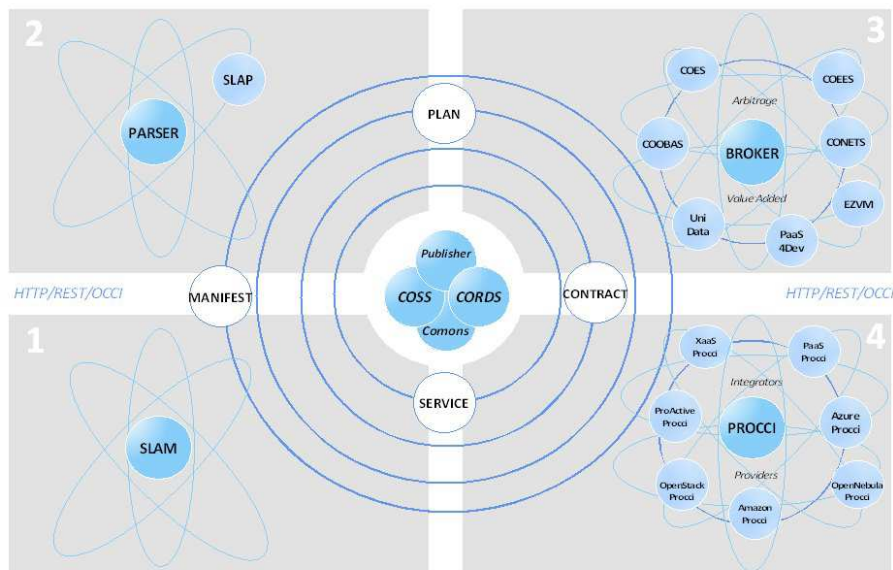 2
SLAP
PARSER
PLAN
3
COES
COEES
Arbitrage
COOBAS
BROKER
CONETS
Value Added
EZVM
Uni
Data
PaaS
4Dev
Publisher
COSS
CORDS
Comons
HTTP/REST/OCCI
MANIFEST
CONTRACT
HTTP/REST/OCCI
1
SLAM
SERVICE
4
XaaS
Procci
PaaS
Procci
Integrators
ProActive
Procci
PROCCI
Azure
Procci
Providers
OpenStack
Procci
OpenNebula
Procci
Amazon
Procci